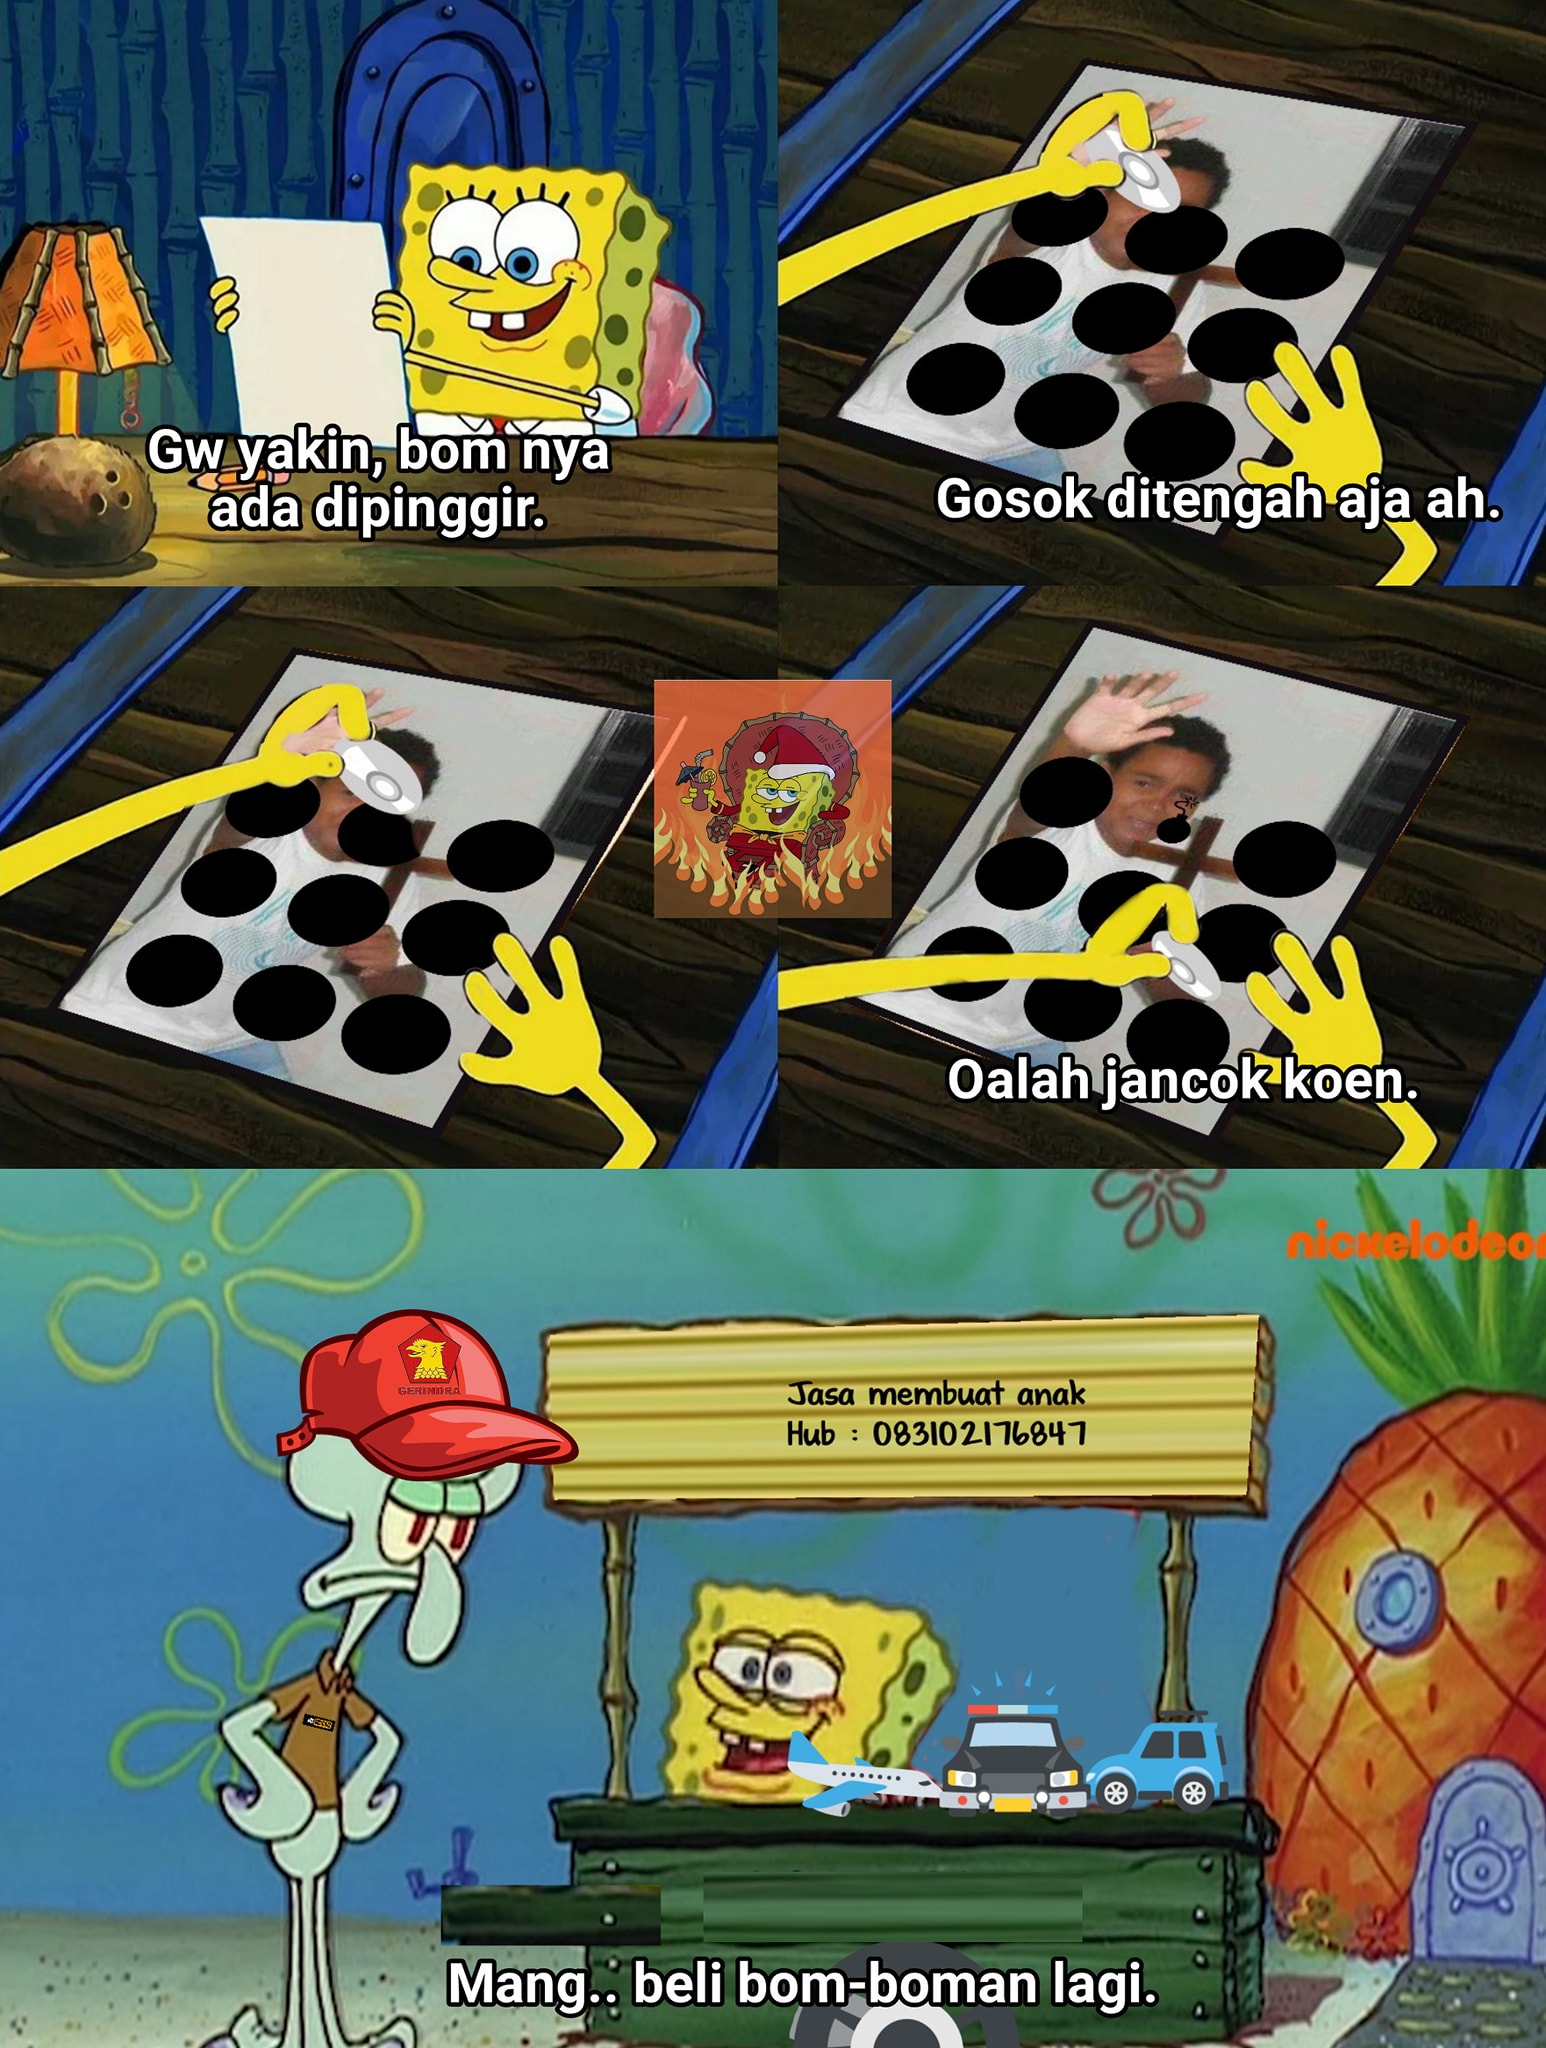 Gw yakin, bom nya
ada dipinggir.
Gosok ditengah aja ah.
Oalah jancok koen.
nickelodeon
GERINDRA
Jasa membuat anak
Hub : 083102176847
Mang.. beli bom-boman lagi.